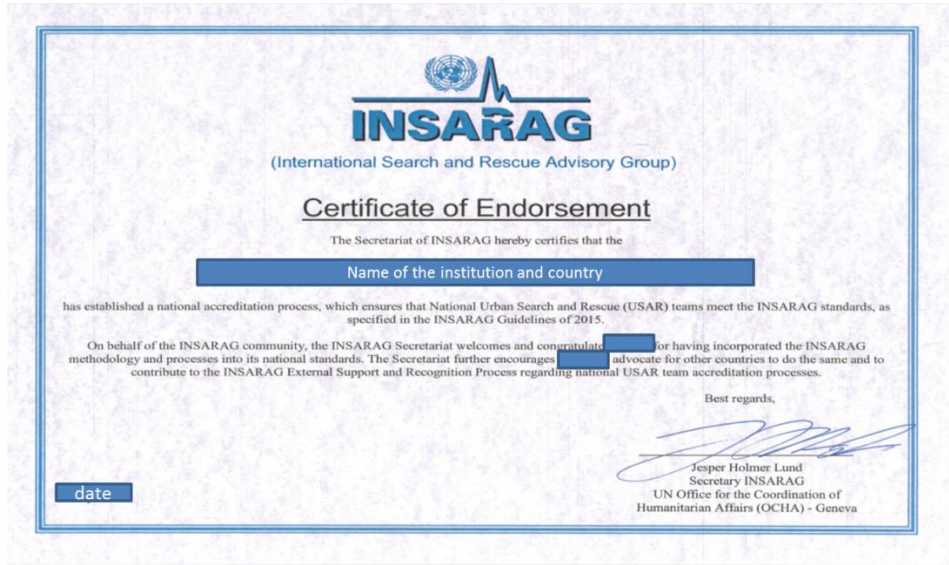 INSARAG
(International Search and Rescue Advisory Group)
Certificate of Endorsement
The Secretariat of INSARAG hereby certifies that the
Name of the institution and country
has established a national accreditation process, which ensures that National Urban Search and Rescue (USAR) teams meet the INSARAG standards, as
specified in the INSARAG Guidelines of 2015.
On behalf of the INSARAG community, the INSARAG Secretariat welcomes and congratulate for having incorporated the INSARAG
methodology and processes into its national standards. The Secretariat further encourages advocate for other countries to do the same and to
contribute to the INSARAG External Support and Recognition Process regarding national USAR team accreditation processes.
Best regards,
Jesper Holmer Lund
Secretary INSARAG
UN Office for the Coordination of
Humanitarian Affairs (OCHA) - Geneva
date